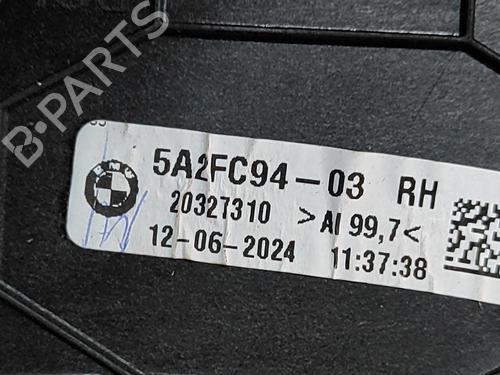 B-PARTS
BMW
5A2FC94-03 RH
20327310 >Al 99,7<
12-06-2024 11:37:38